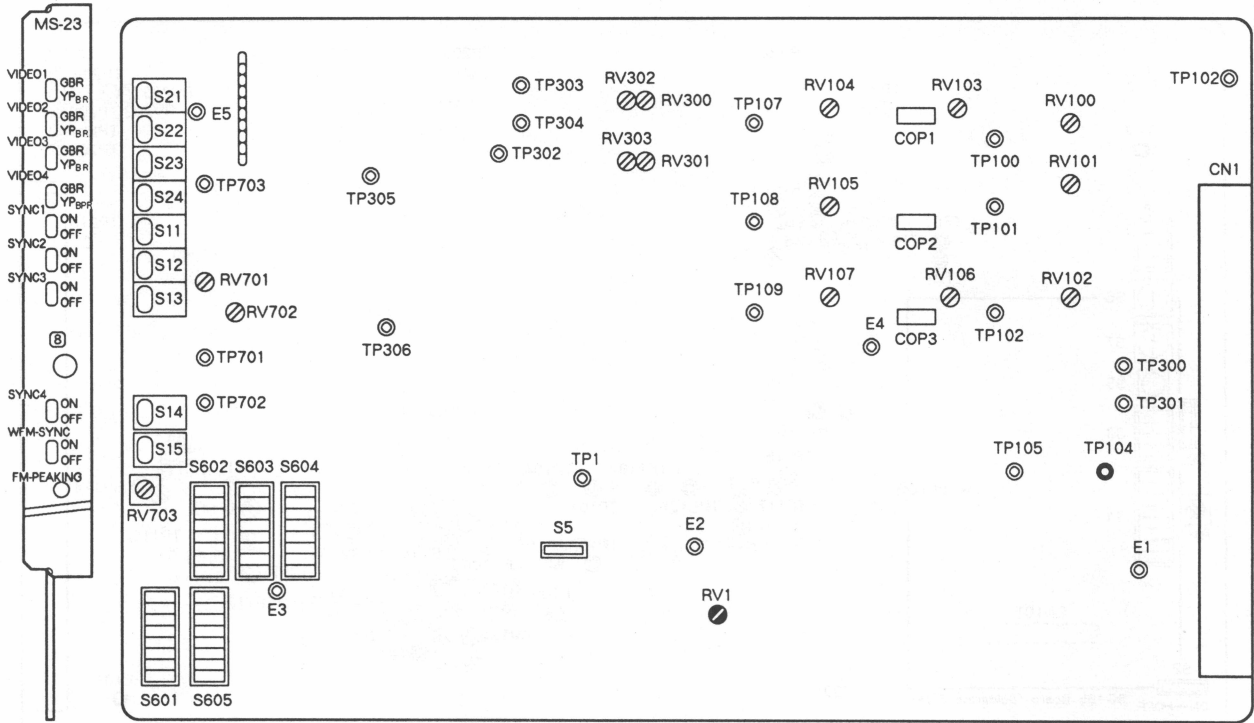 MS-23
VIDEO1
GBR
YPBR
VIDEO2
GBR
YPBR
VIDEO3
GBR
YPBR
VIDEO4
GBR
YPBPR
SYNC1
ON
OFF
SYNC2
ON
OFF
SYNC3
ON
OFF
8
SYNC4
ON
OFF
WFM-SYNC
ON
OFF
FM-PEAKING
S21
S22
S23
S24
S11
S12
S13
S14
S15
E5
TP703
RV701
RV702
TP701
TP702
RV703
S602 S603 S604
E3
S601 S605
TP305
TP306
TP303
TP304
TP302
RV302
RV300
RV303
RV301
TP107
TP108
TP109
RV104
RV105
RV107
COP1
COP2
COP3
E4
RV103
RV106
TP100
TP101
TP102
RV100
RV101
RV102
TP102
CN1
TP300
TP301
TP105
TP104
E1
TP1
S5
E2
RV1